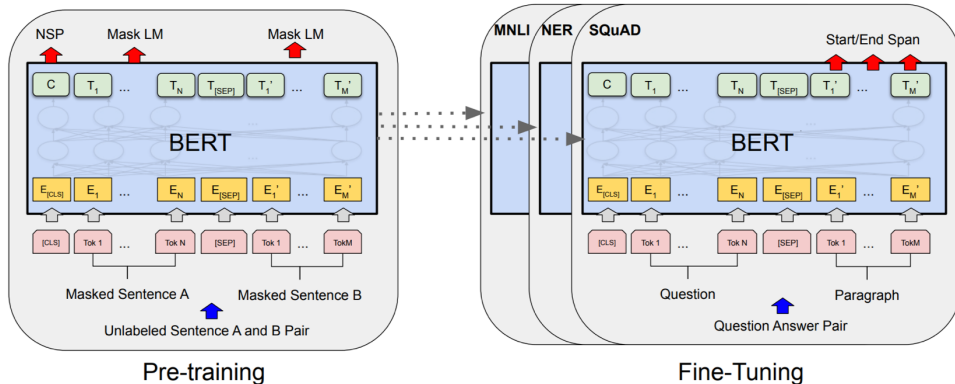 NSP Mask LM Mask LM
C T1 ... TN T[SEP] T1' ... TM'
BERT
E[CLS] E1 ... EN E[SEP] E1' ... EM'
[CLS] Tok 1 ... Tok N [SEP] Tok 1 ... TokM
Masked Sentence A Masked Sentence B
Unlabeled Sentence A and B Pair
Pre-training
MNLI NER SQuAD
Start/End Span
C T1 ... TN T[SEP] T1' ... TM'
BERT
E[CLS] E1 ... EN E[SEP] E1' ... EM'
[CLS] Tok 1 ... Tok N [SEP] Tok 1 ... TokM
Question Paragraph
Question Answer Pair
Fine-Tuning